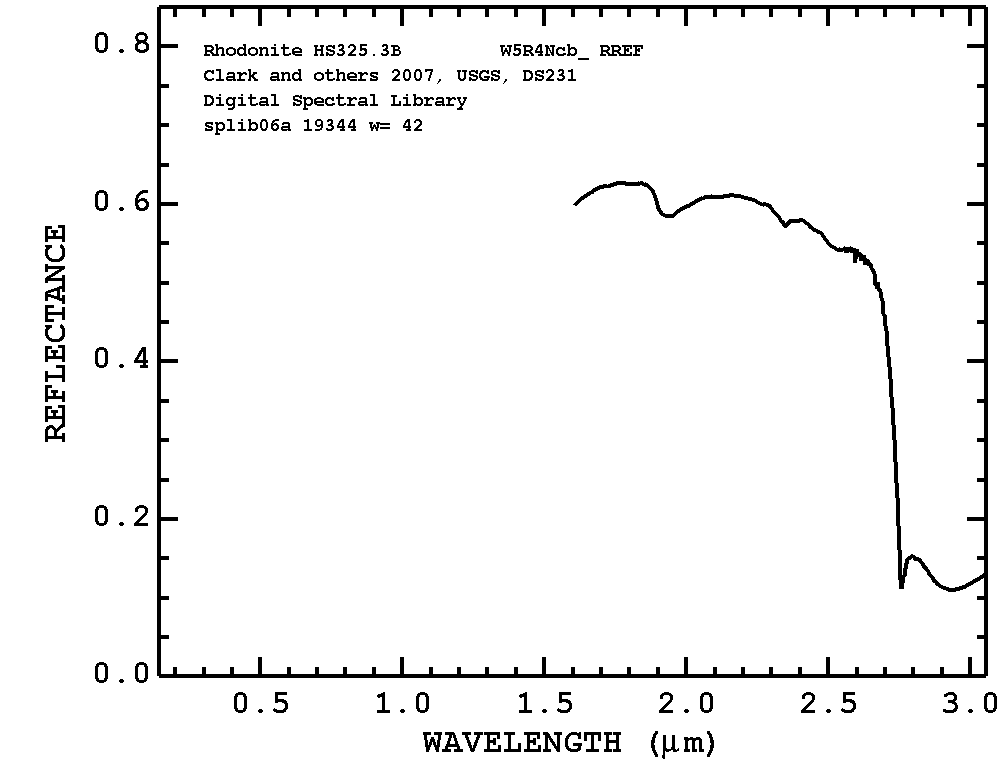 0.8
Rhodonite HS325.3B W5R4Ncb_ RREF
Clark and others 2007, USGS, DS231
Digital Spectral Library
splib06a 19344 w= 42
0.6
REFLECTANCE
0.4
0.2
0.0
0.5 1.0 1.5 2.0 2.5 3.0
WAVELENGTH (μm)